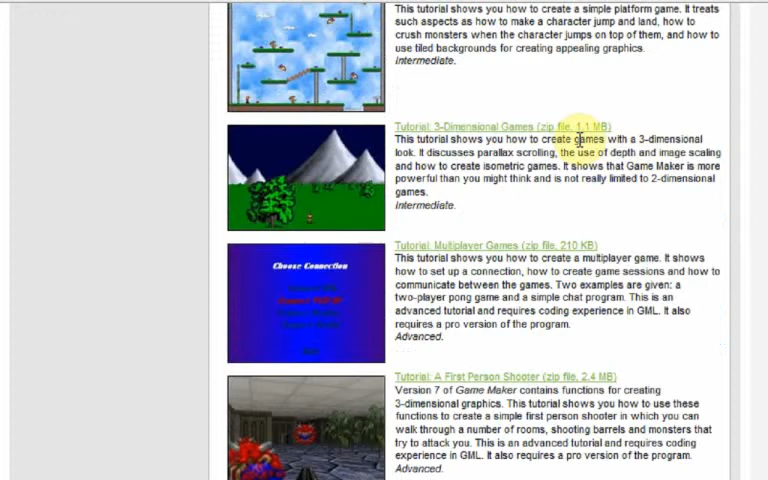 This tutorial shows you how to create a simple platform game. It treats
such aspects as how to make a character jump and land, how to
crush monsters when the character jumps on top of them, and how to
use tiled backgrounds for creating appealing graphics.
Intermediate.
Tutorial: 3-Dimensional Games (zip file, 1.1 MB)
This tutorial shows you how to create games with a 3-dimensional
look. It discusses parallax scrolling, the use of depth and image scaling
and how to create isometric games. It shows that Game Maker is more
powerful than you might think and is not really limited to 2-dimensional
games.
Intermediate.
Choose Connection
Tutorial: Multiplayer Games (zip file, 210 KB)
This tutorial shows you how to create a multiplayer game. It shows
how to set up a connection, how to create game sessions and how to
communicate between the games. Two examples are given: a
two-player pong game and a simple chat program. This is an
advanced tutorial and requires coding experience in GML. It also
requires a pro version of the program.
Advanced.
Tutorial: A First Person Shooter (zip file, 2.4 MB)
Version 7 of Game Maker contains functions for creating
3-dimensional graphics. This tutorial shows you how to use these
functions to create a simple first person shooter in which you can
walk through a number of rooms, shooting barrels and monsters that
try to attack you. This is an advanced tutorial and requires coding
experience in GML. It also requires a pro version of the program.
Advanced.